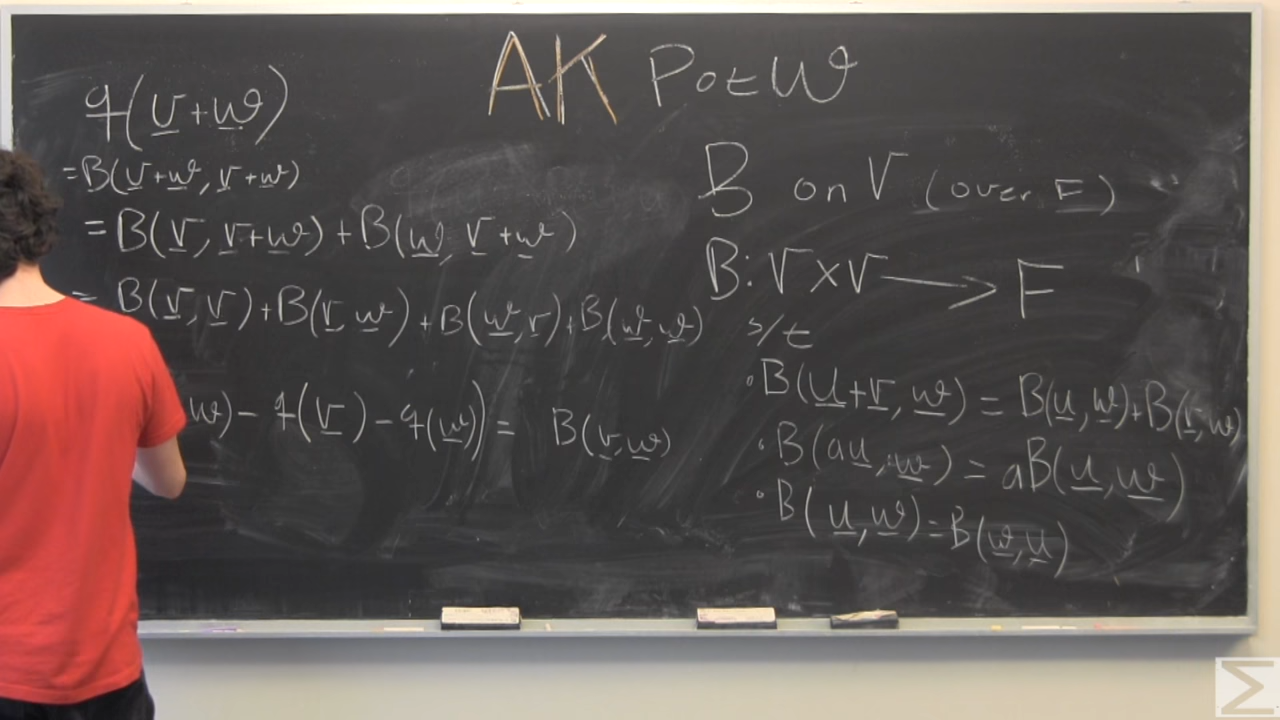 AK PotW
q(v+w)
=B(v+w, v+w)
=B(v, v+w)+B(w, v+w)
= B(v, v)+B(v, w)+B(w, v)+B(w, w)
w)- q(v)-q(w))= B(v, w)
B on V (over F)
B: V×V → F
s/t
·B(u+v, w) = B(u, w)+B(v, w)
·B(au, w) = aB(u, w)
·B(u, w)=B(w, u)
Σ